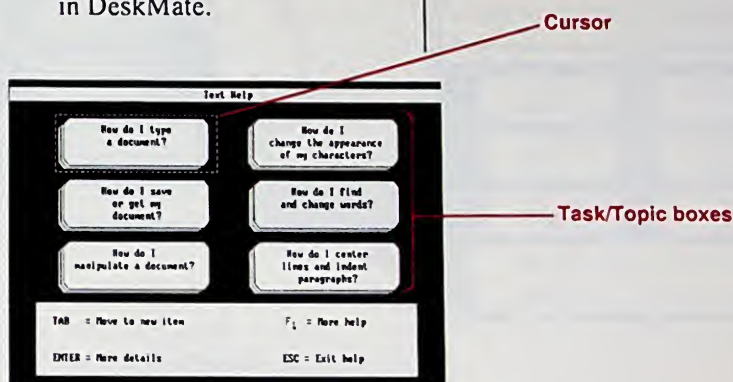 in DeskMate.
Cursor
Text Help
How do I type
a document?
How do I
change the appearance
of my characters?
How do I save
or get my
document?
How do I find
and change words?
Task/Topic boxes
How do I
manipulate a document?
How do I center
lines and indent
paragraphs?
TAB = Move to new item
F1 = More help
ENTER = More details
ESC = Exit help